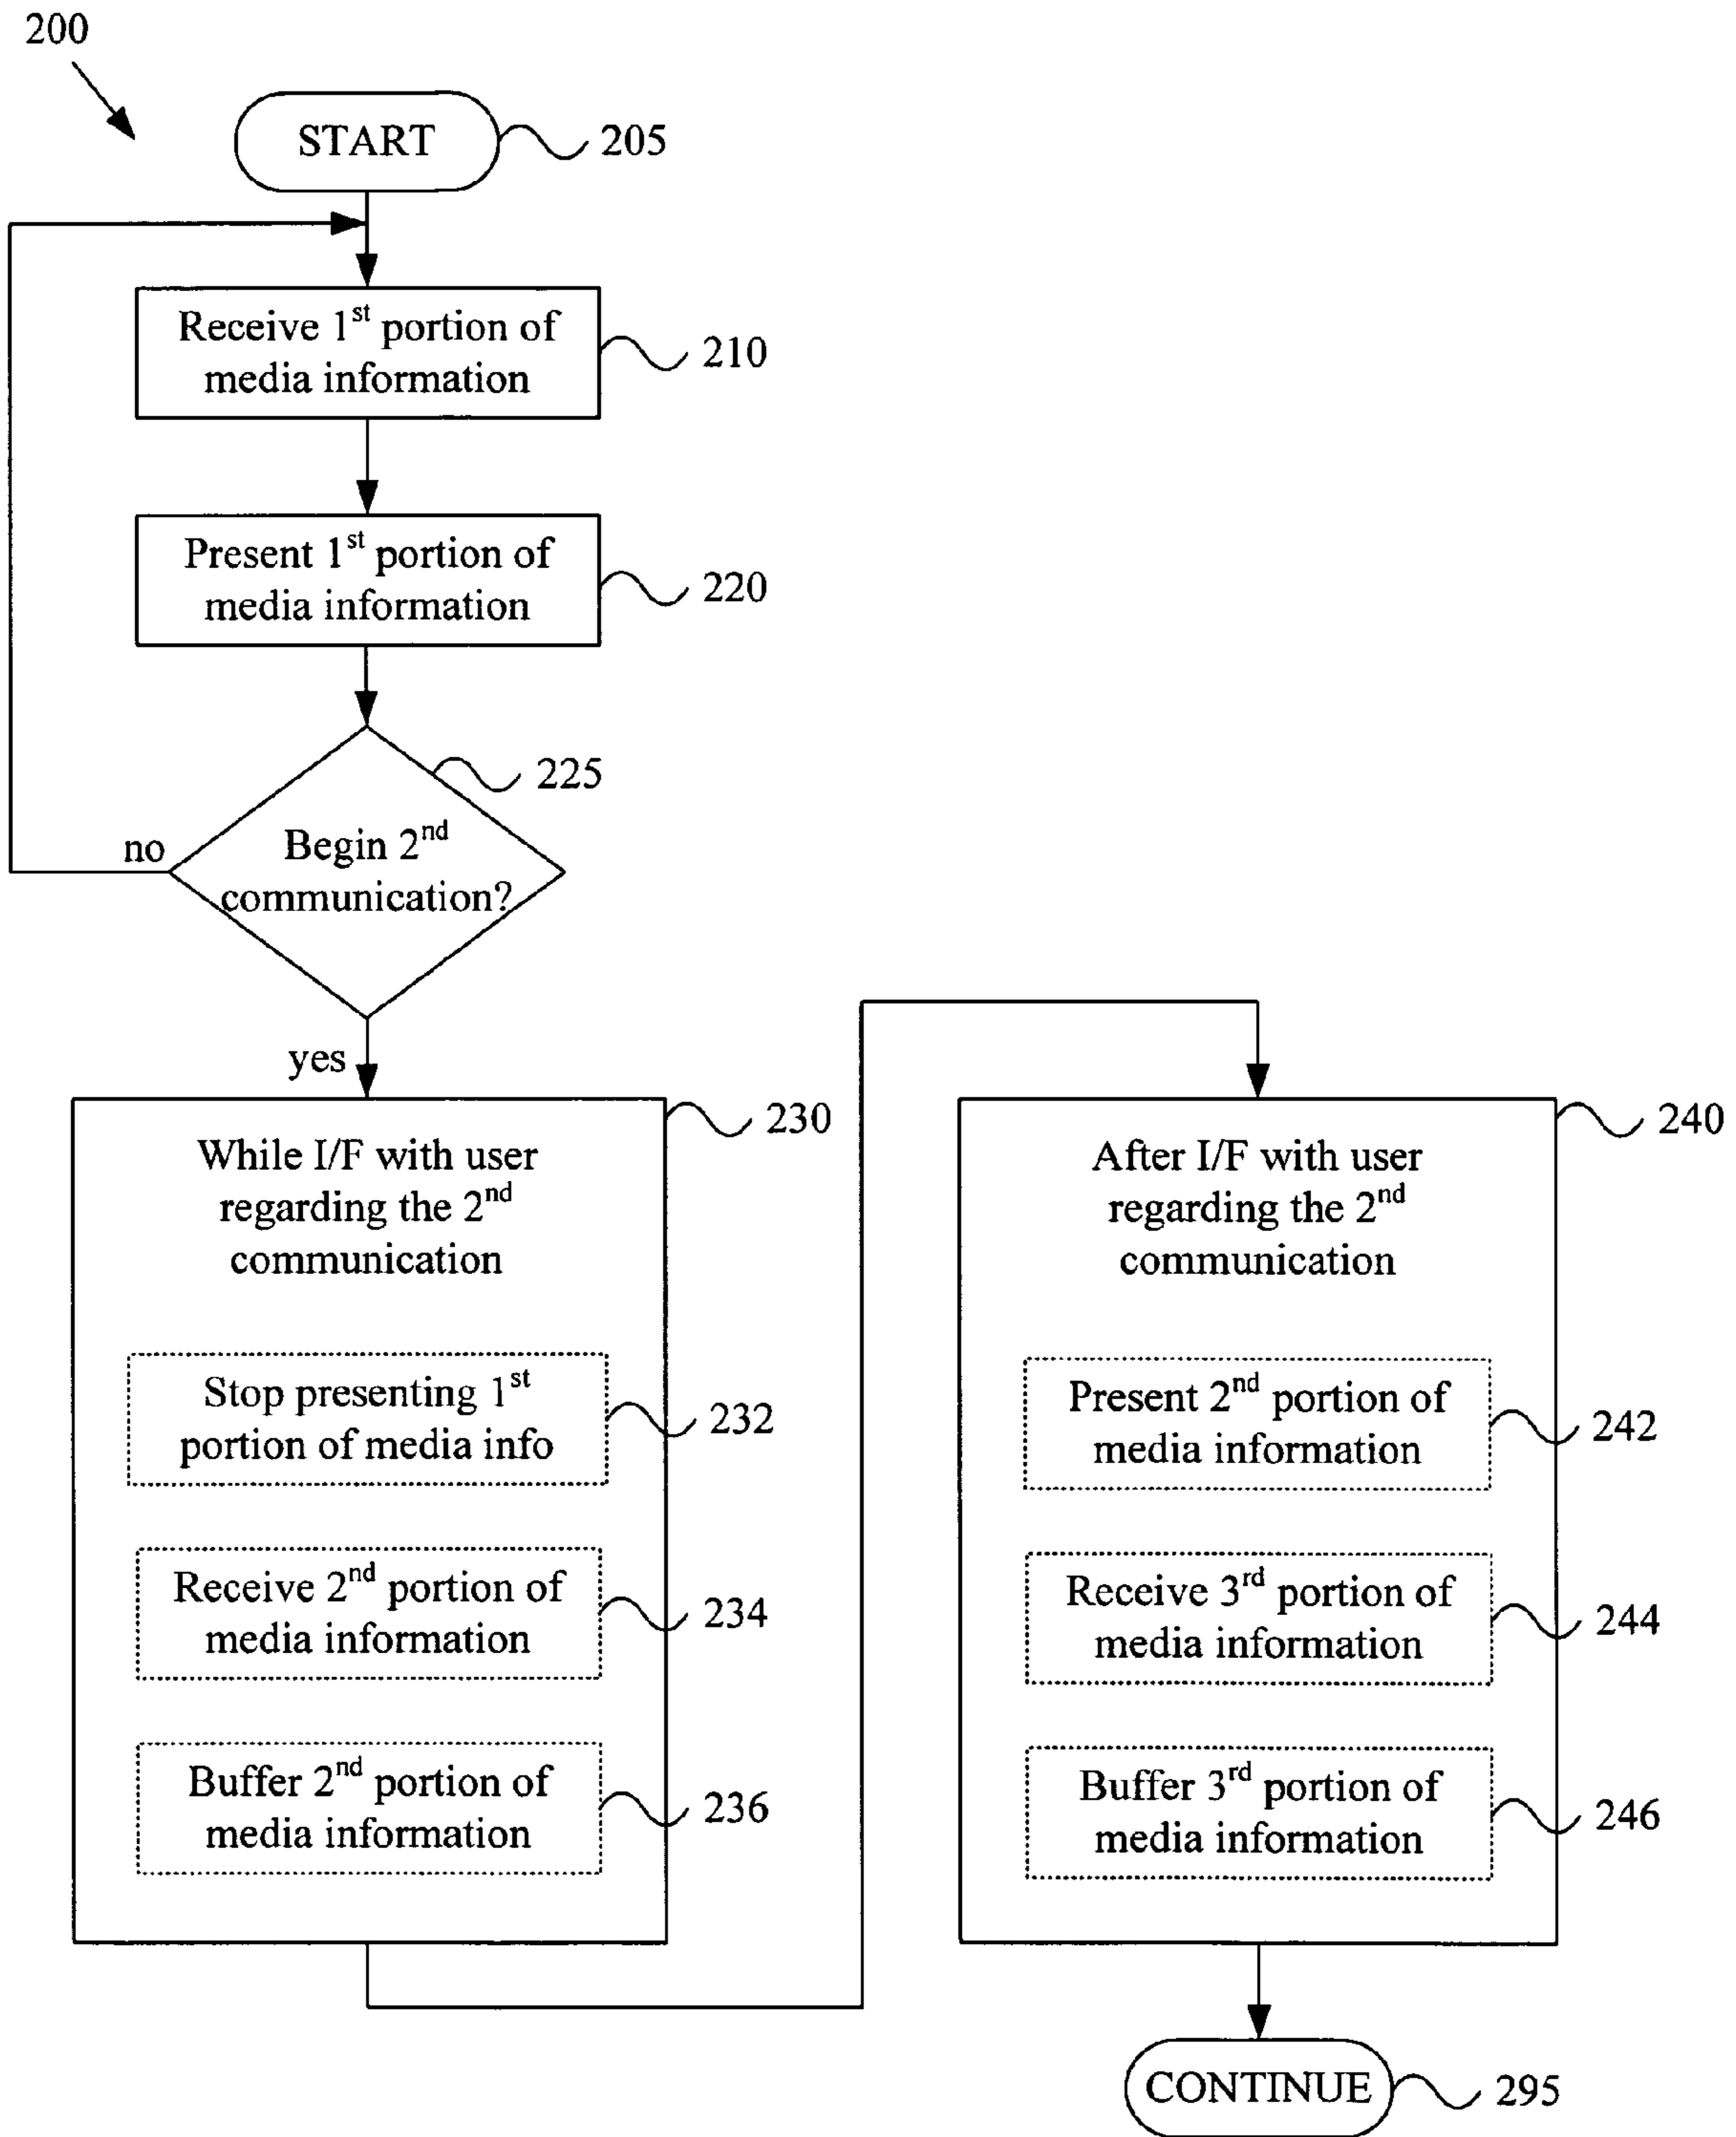 200
START
205
Receive 1st portion of
media information
210
Present 1st portion of
media information
220
225
Begin 2nd
communication?
no
yes
230
While I/F with user
regarding the 2nd
communication
Stop presenting 1st
portion of media info
232
Receive 2nd portion of
media information
234
Buffer 2nd portion of
media information
236
240
After I/F with user
regarding the 2nd
communication
Present 2nd portion of
media information
242
Receive 3rd portion of
media information
244
Buffer 3rd portion of
media information
246
CONTINUE
295